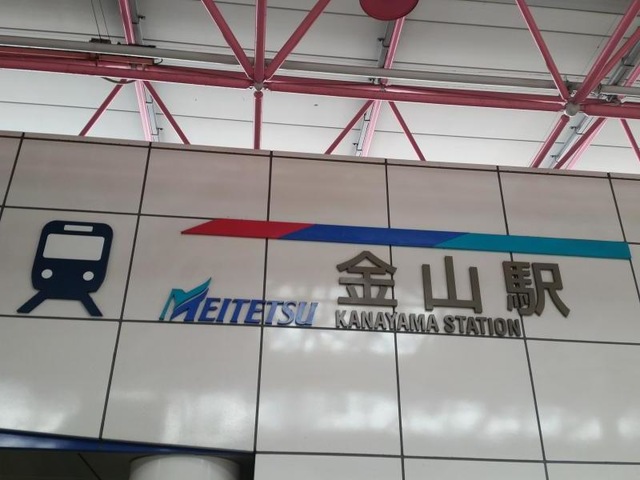 MEITETSU 金山駅
KANAYAMA STATION